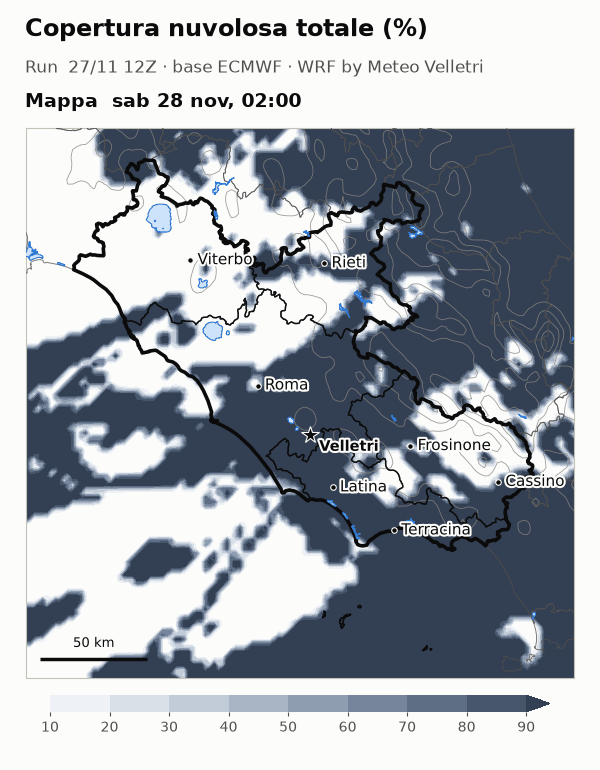 Copertura nuvolosa totale (%)
Run  27/11 12Z · base ECMWF · WRF by Meteo Velletri
Mappa  sab 28 nov, 02:00
Viterbo
Rieti
Roma
Velletri
Frosinone
Latina
Cassino
Terracina
50 km
10 20 30 40 50 60 70 80 90